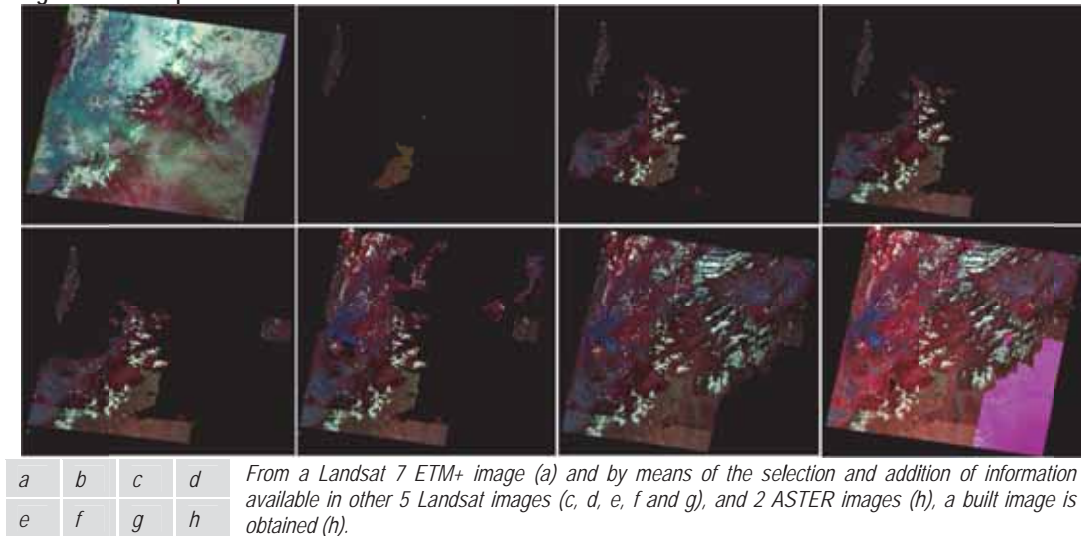 a b c d
e f g h
From a Landsat 7 ETM+ image (a) and by means of the selection and addition of information
available in other 5 Landsat images (c, d, e, f and g), and 2 ASTER images (h), a built image is
obtained (h).